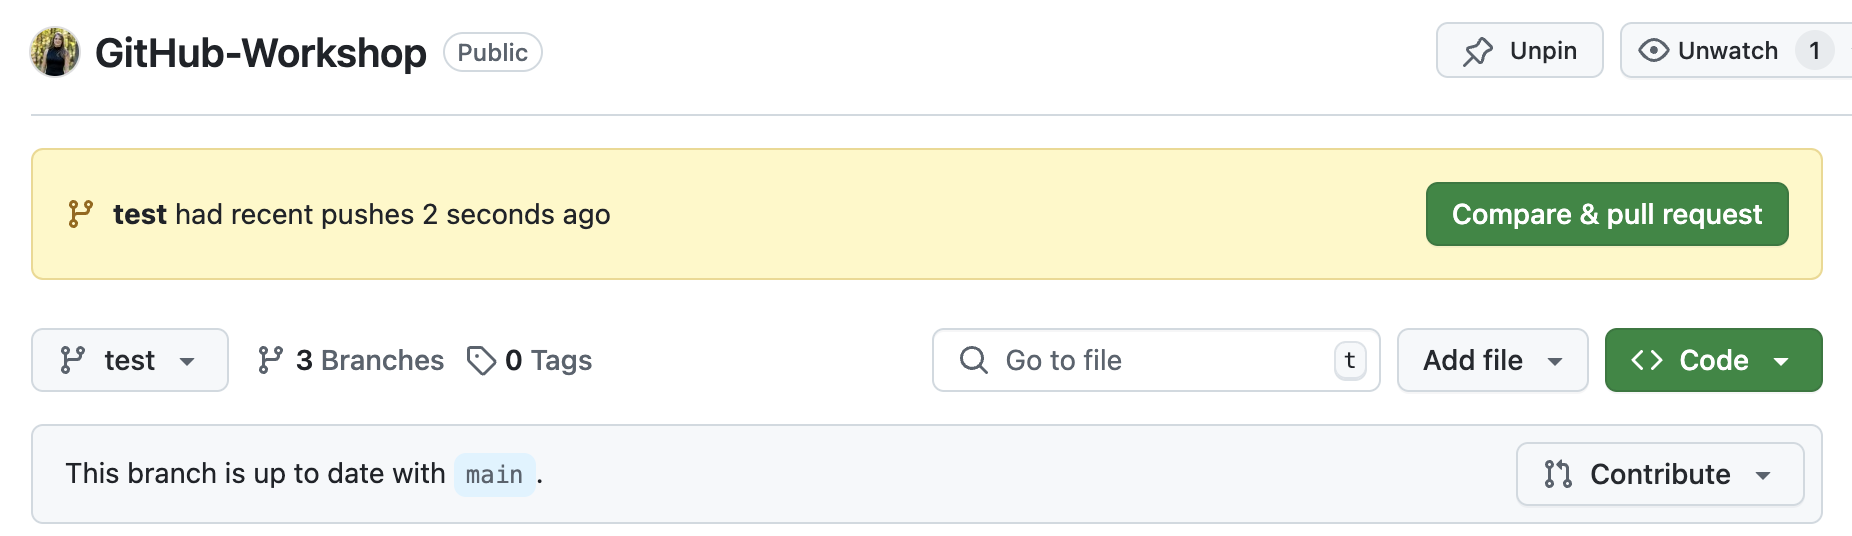 GitHub-Workshop Public Unpin Unwatch 1
test had recent pushes 2 seconds ago Compare & pull request
test 3 Branches 0 Tags Go to file t Add file <> Code
This branch is up to date with main. Contribute